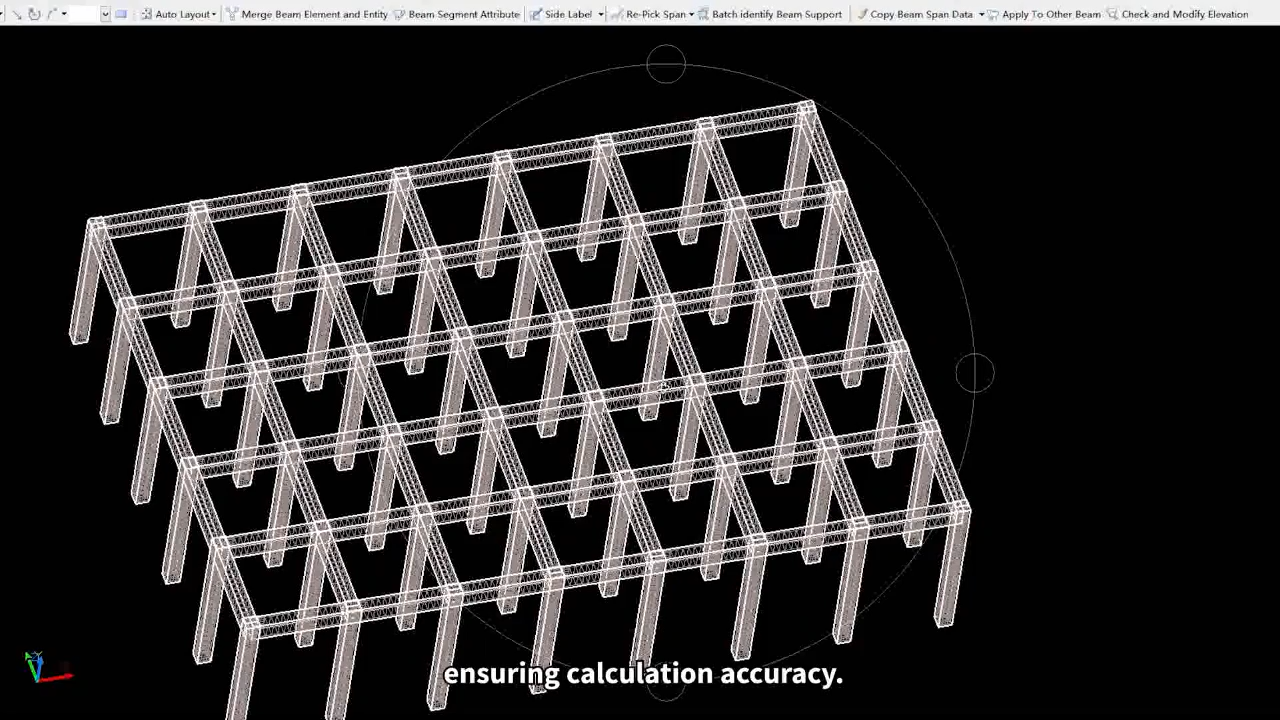 Auto Layout Merge Beam Element and Entity Beam Segment Attribute Side Label Re-Pick Span Batch identify Beam Support Copy Beam Span Data Apply To Other Beam Check and Modify Elevation
ensuring calculation accuracy.